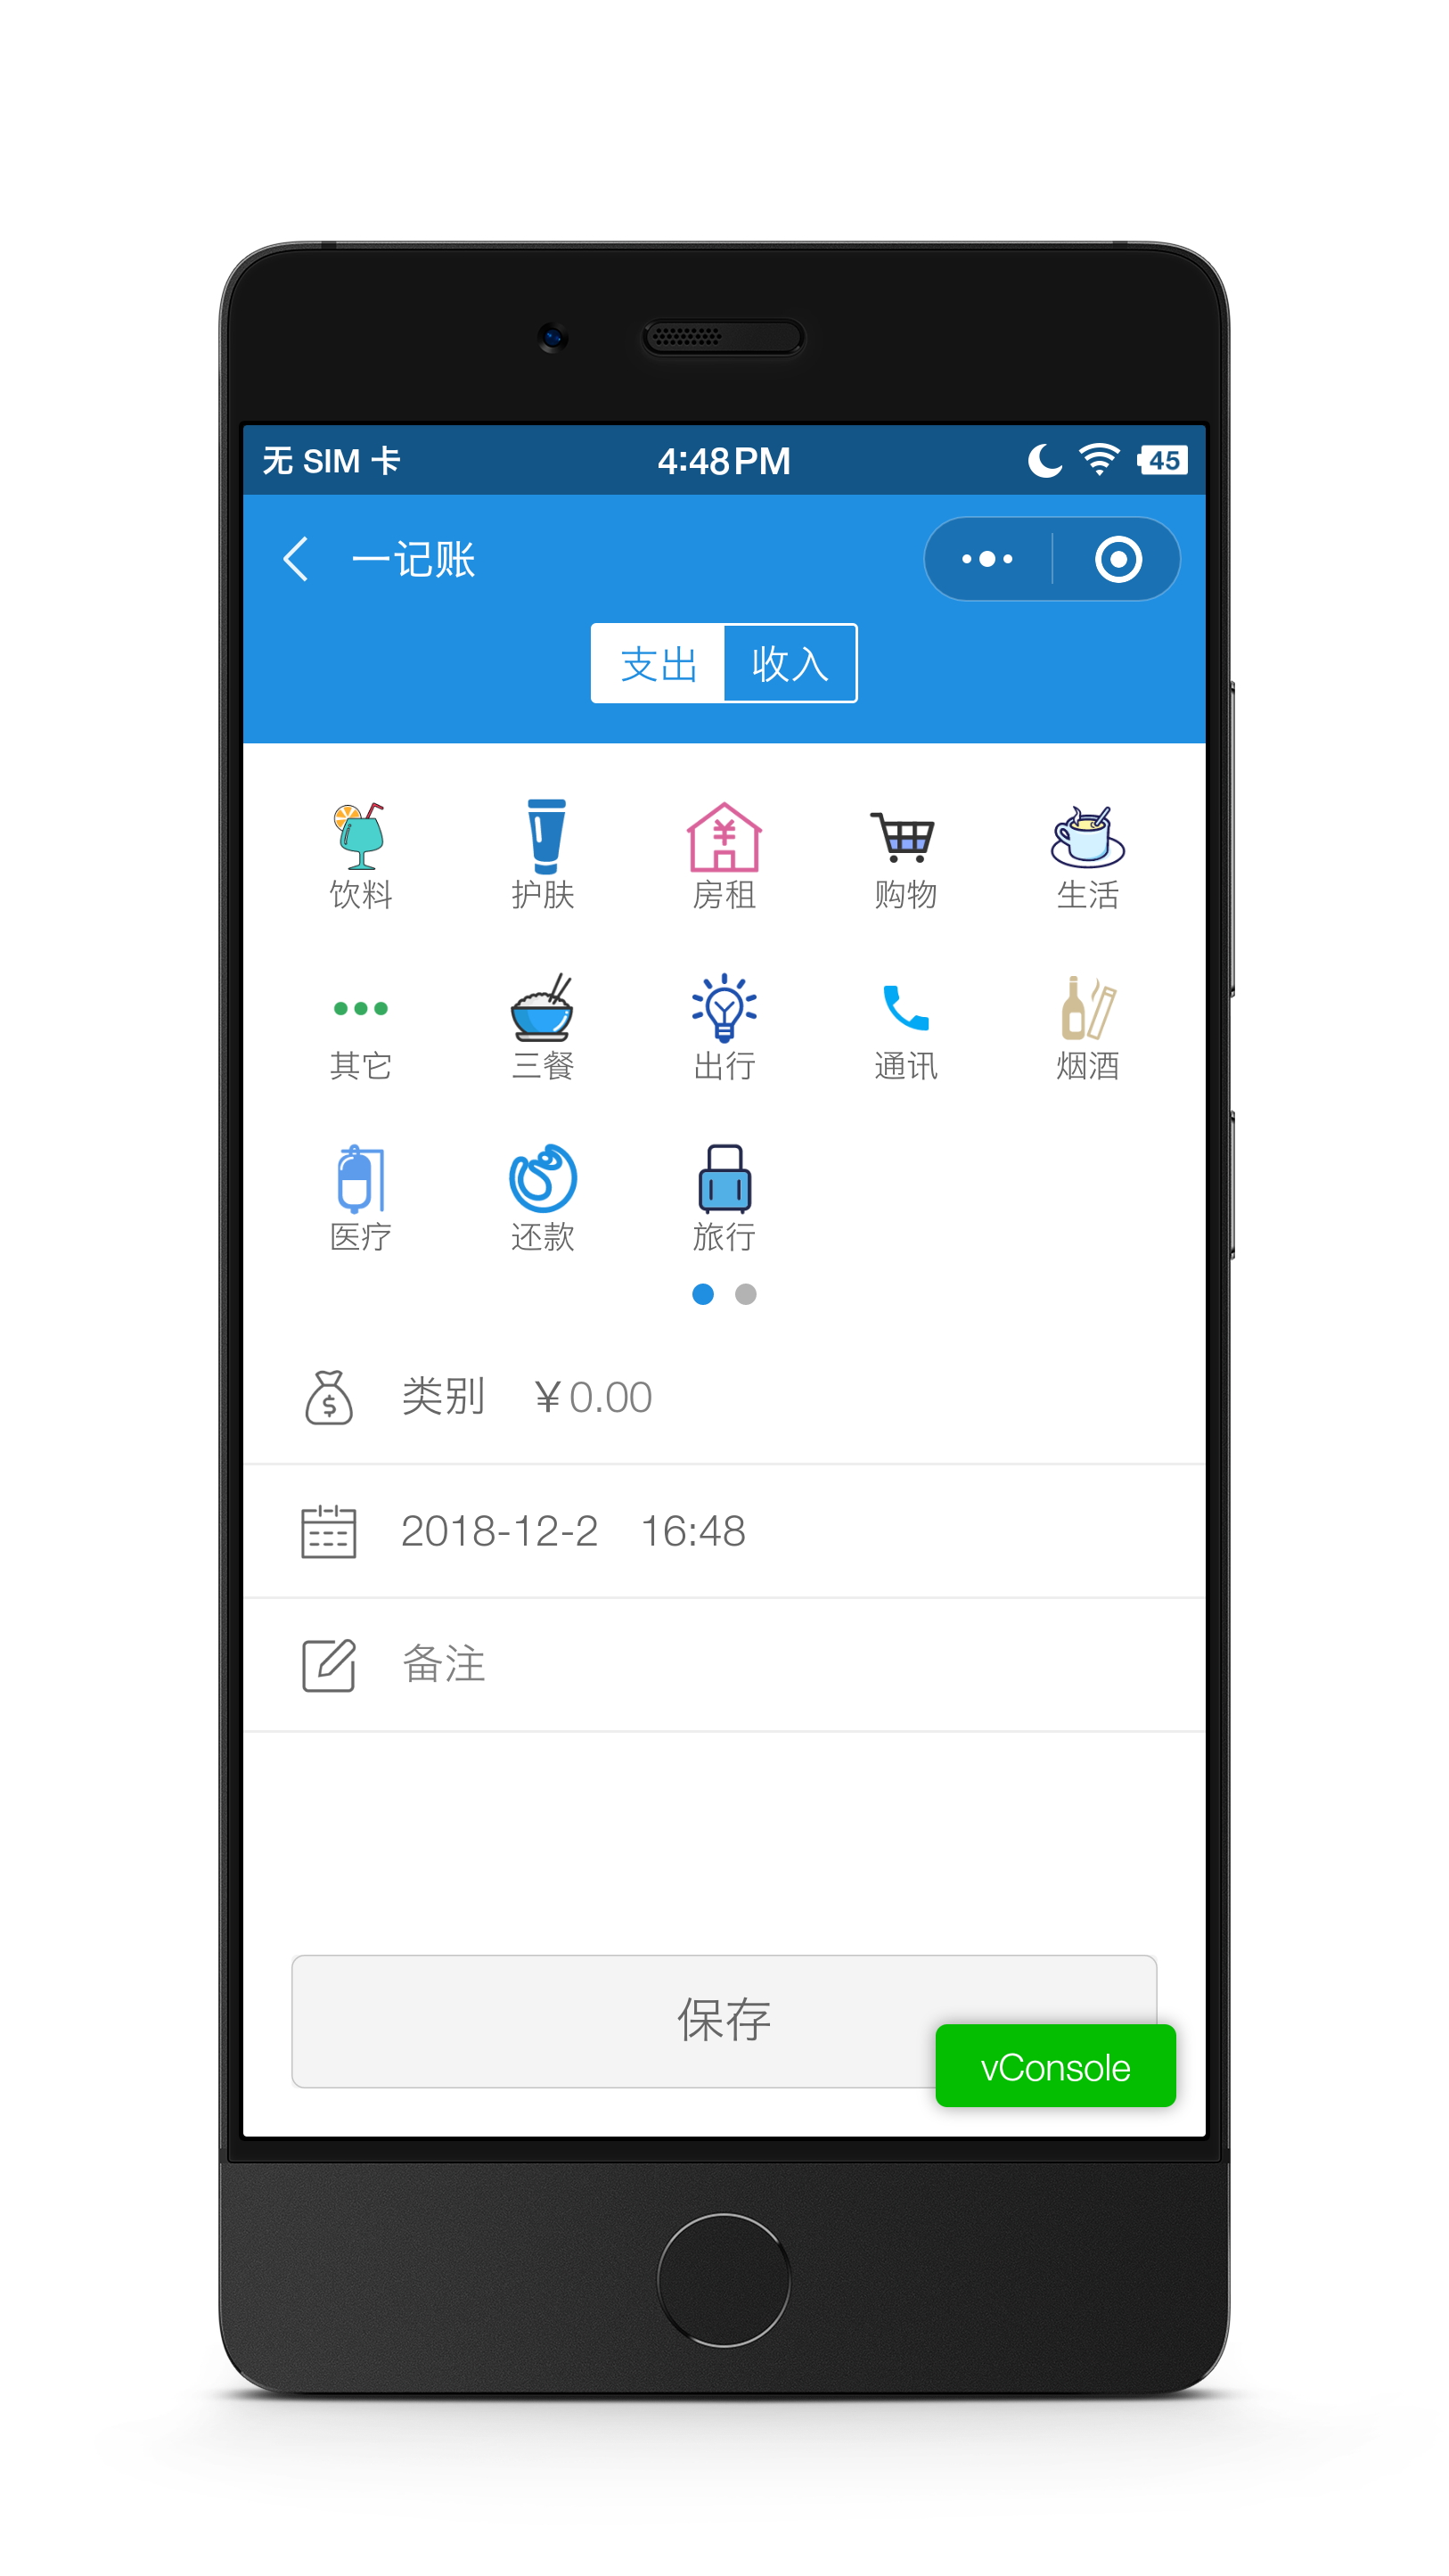 无 SIM 卡 4:48 PM 45
一记账
支出 收入
饮料 护肤 房租 购物 生活
其它 三餐 出行 通讯 烟酒
医疗 还款 旅行
类别 ￥0.00
2018-12-2 16:48
备注
保存
vConsole